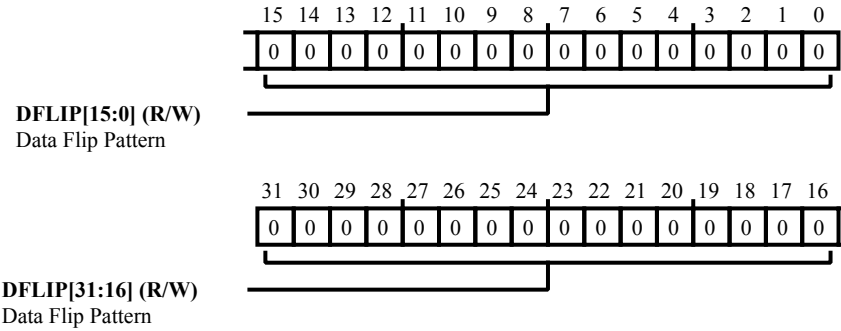 15 14 13 12 11 10 9 8 7 6 5 4 3 2 1 0
0 0 0 0 0 0 0 0 0 0 0 0 0 0 0 0
DFLIP[15:0] (R/W)
Data Flip Pattern
31 30 29 28 27 26 25 24 23 22 21 20 19 18 17 16
0 0 0 0 0 0 0 0 0 0 0 0 0 0 0 0
DFLIP[31:16] (R/W)
Data Flip Pattern